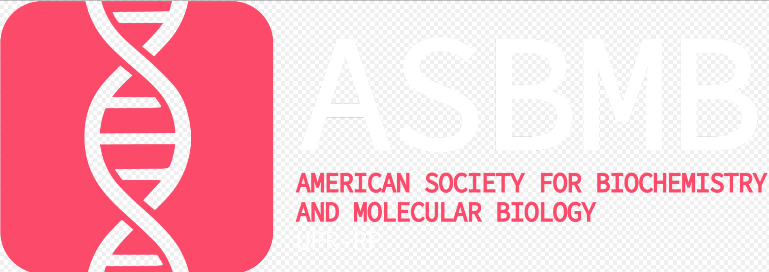 ASBMB
AMERICAN SOCIETY FOR BIOCHEMISTRY
AND MOLECULAR BIOLOGY